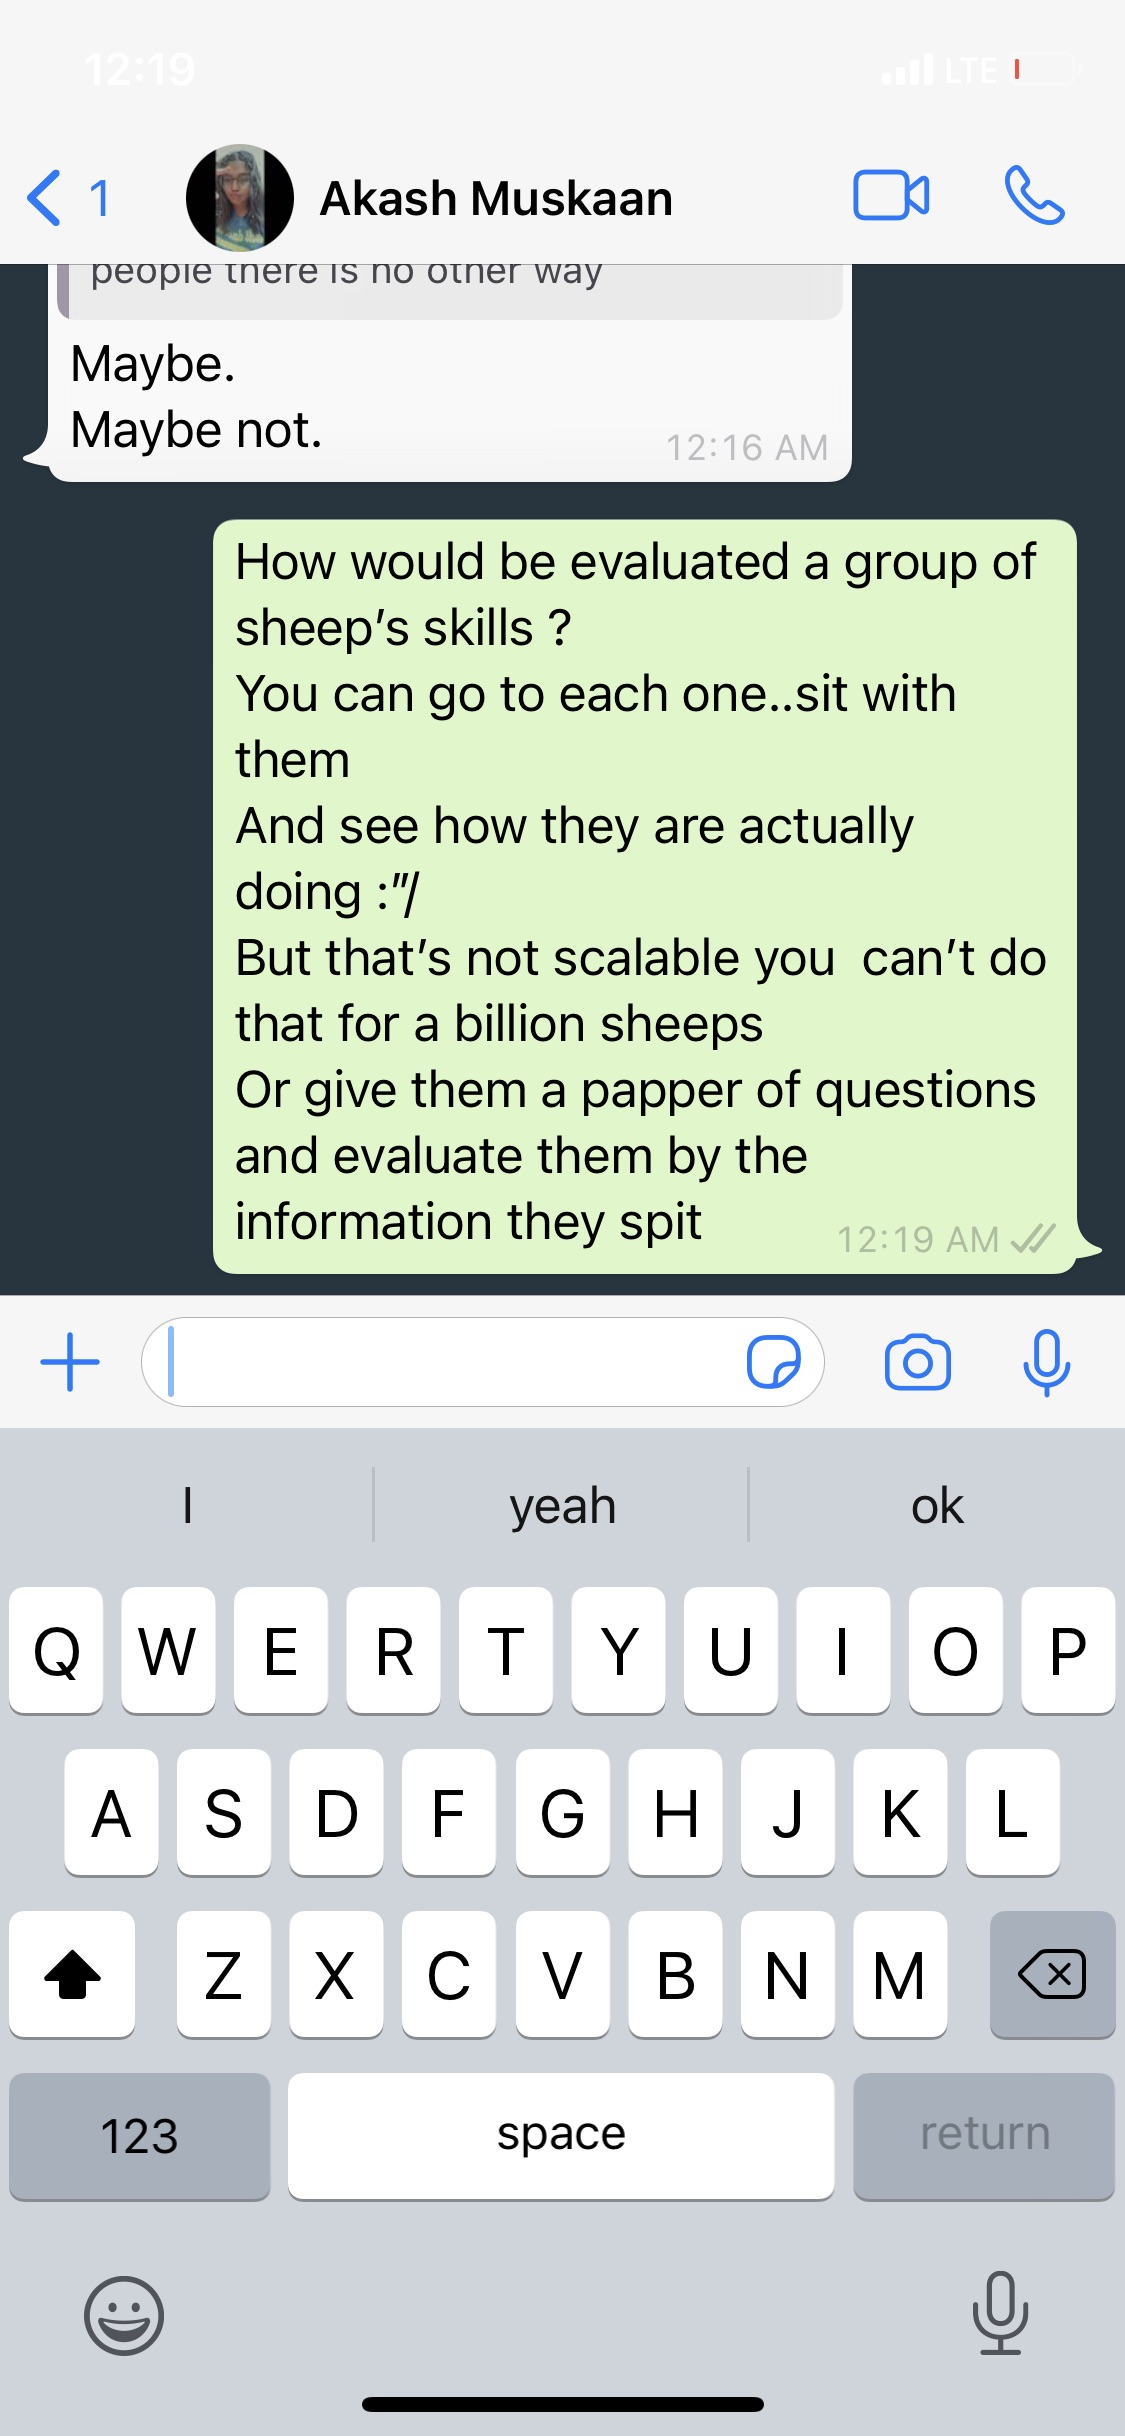 12:19
LTE
1
Akash Muskaan
people there is no other way
Maybe.
Maybe not.
12:16 AM
How would be evaluated a group of
sheep’s skills ?
You can go to each one..sit with
them
And see how they are actually
doing :”/
But that’s not scalable you  can’t do
that for a billion sheeps
Or give them a papper of questions
and evaluate them by the
information they spit
12:19 AM
I
yeah
ok
Q W E R T Y U I O P
A S D F G H J K L
Z X C V B N M
123
space
return